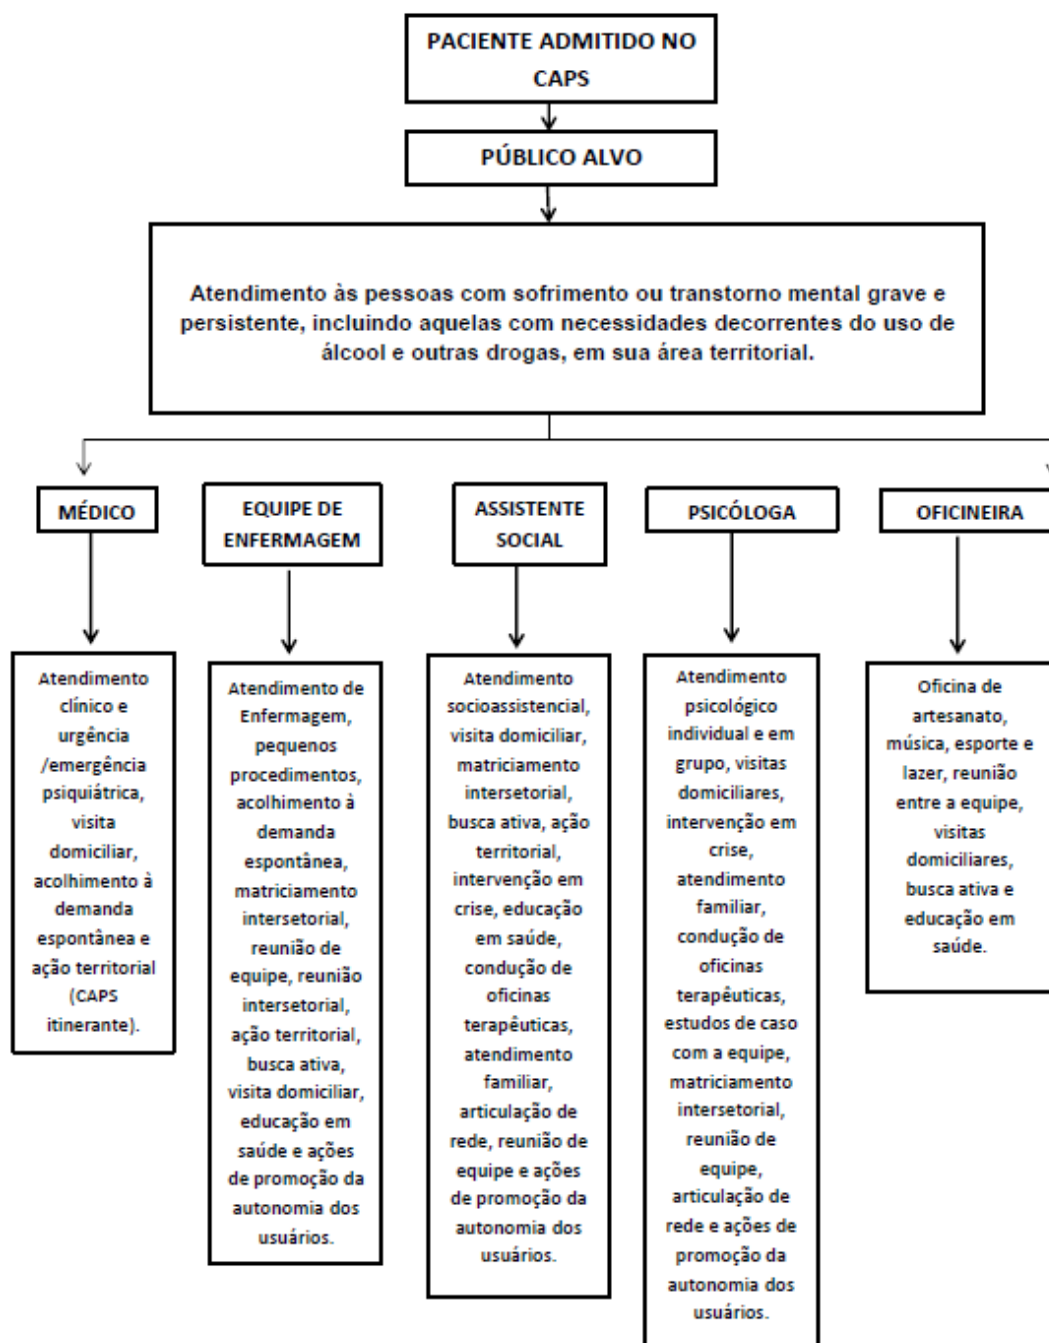 PACIENTE ADMITIDO NO
CAPS
PÚBLICO ALVO
Atendimento às pessoas com sofrimento ou transtorno mental grave e
persistente, incluindo aquelas com necessidades decorrentes do uso de
álcool e outras drogas, em sua área territorial.
MÉDICO
Atendimento
clínico e
urgência
/emergência
psiquiátrica,
visita
domiciliar,
acolhimento à
demanda
espontânea e
ação territorial
(CAPS
itinerante).
EQUIPE DE
ENFERMAGEM
Atendimento de
Enfermagem,
pequenos
procedimentos,
acolhimento à
demanda
espontânea,
matriciamento
intersetorial,
reunião de
equipe, reunião
intersetorial,
ação territorial,
busca ativa,
visita domiciliar,
educação em
saúde e ações
de promoção da
autonomia dos
usuários.
ASSISTENTE
SOCIAL
Atendimento
socioassistencial,
visita domiciliar,
matriciamento
intersetorial,
busca ativa, ação
territorial,
intervenção em
crise, educação
em saúde,
condução de
oficinas
terapêuticas,
atendimento
familiar,
articulação de
rede, reunião de
equipe e ações
de promoção da
autonomia dos
usuários.
PSICÓLOGA
Atendimento
psicológico
individual e em
grupo, visitas
domiciliares,
intervenção em
crise,
atendimento
familiar,
condução de
oficinas
terapêuticas,
estudos de caso
com a equipe,
matriciamento
intersetorial,
reunião de
equipe,
articulação de
rede e ações de
promoção da
autonomia dos
usuários.
OFICINEIRA
Oficina de
artesanato,
música, esporte e
lazer, reunião
entre a equipe,
visitas
domiciliares,
busca ativa e
educação em
saúde.